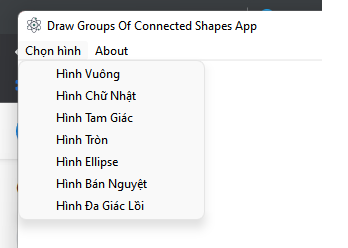 Draw Groups Of Connected Shapes App
Chọn hình About
Hình Vuông
Hình Chữ Nhật
Hình Tam Giác
Hình Tròn
Hình Ellipse
Hình Bán Nguyệt
Hình Đa Giác Lồi